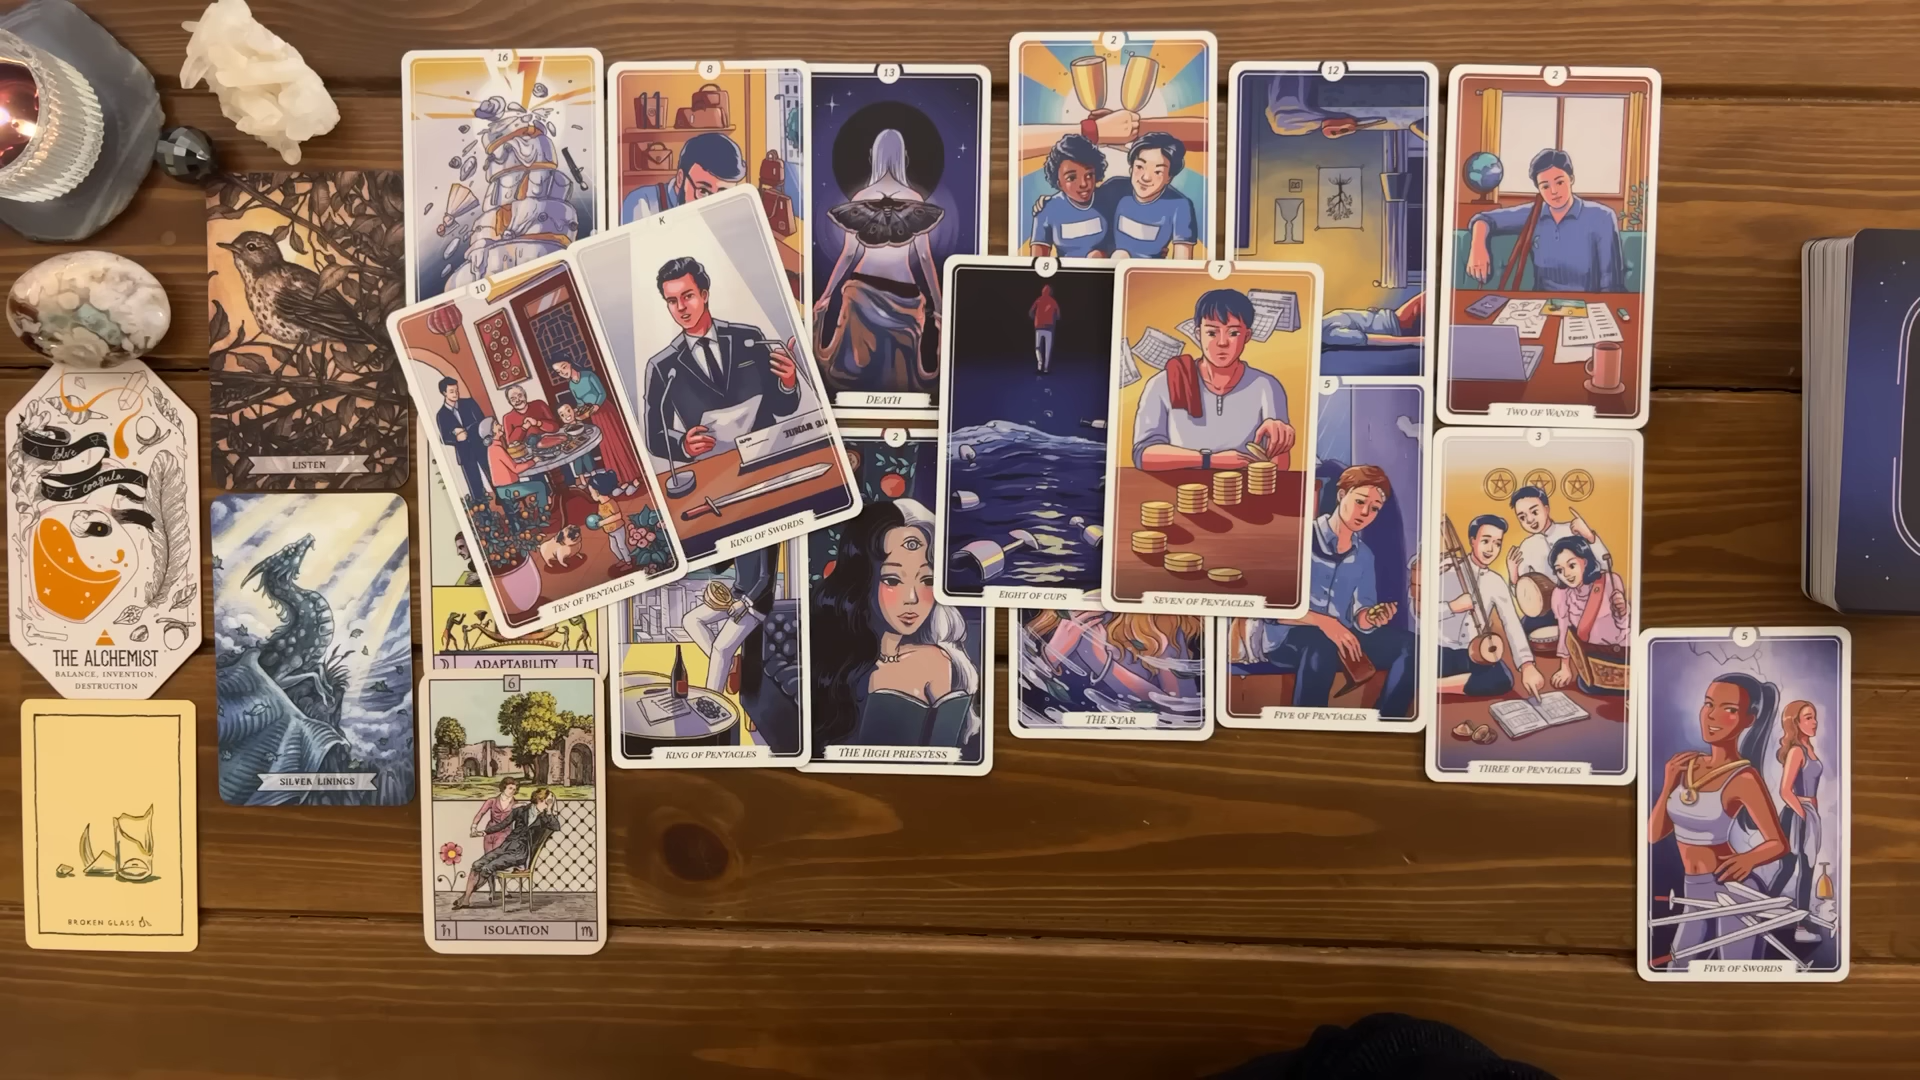 16
8
13
2
12
2
K
10
8
7
DEATH
5
TWO OF WANDS
2
3
LISTEN
Solve
et coagula
KING OF SWORDS
TEN OF PENTACLES
EIGHT OF CUPS
SEVEN OF PENTACLES
THE ALCHEMIST
BALANCE, INVENTION,
DESTRUCTION
ADAPTABILITY
6
5
FIVE OF PENTACLES
THE STAR
KING OF PENTACLES
THE HIGH PRIESTESS
THREE OF PENTACLES
SILVER LININGS
BROKEN GLASS
ISOLATION
FIVE OF SWORDS